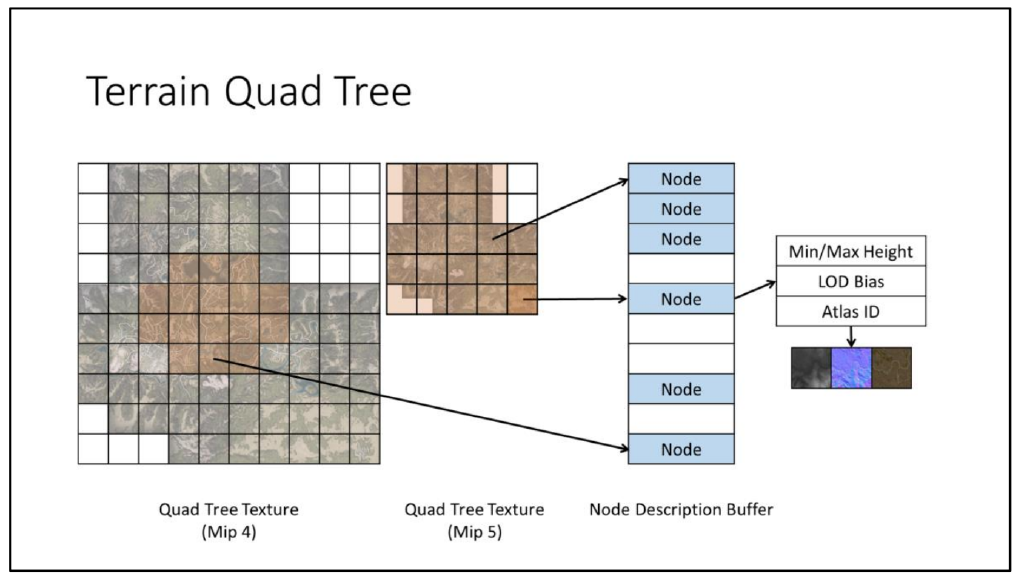 Terrain Quad Tree
Node
Node
Node
Node
Node
Node
Min/Max Height
LOD Bias
Atlas ID
Quad Tree Texture
(Mip 4)
Quad Tree Texture
(Mip 5)
Node Description Buffer